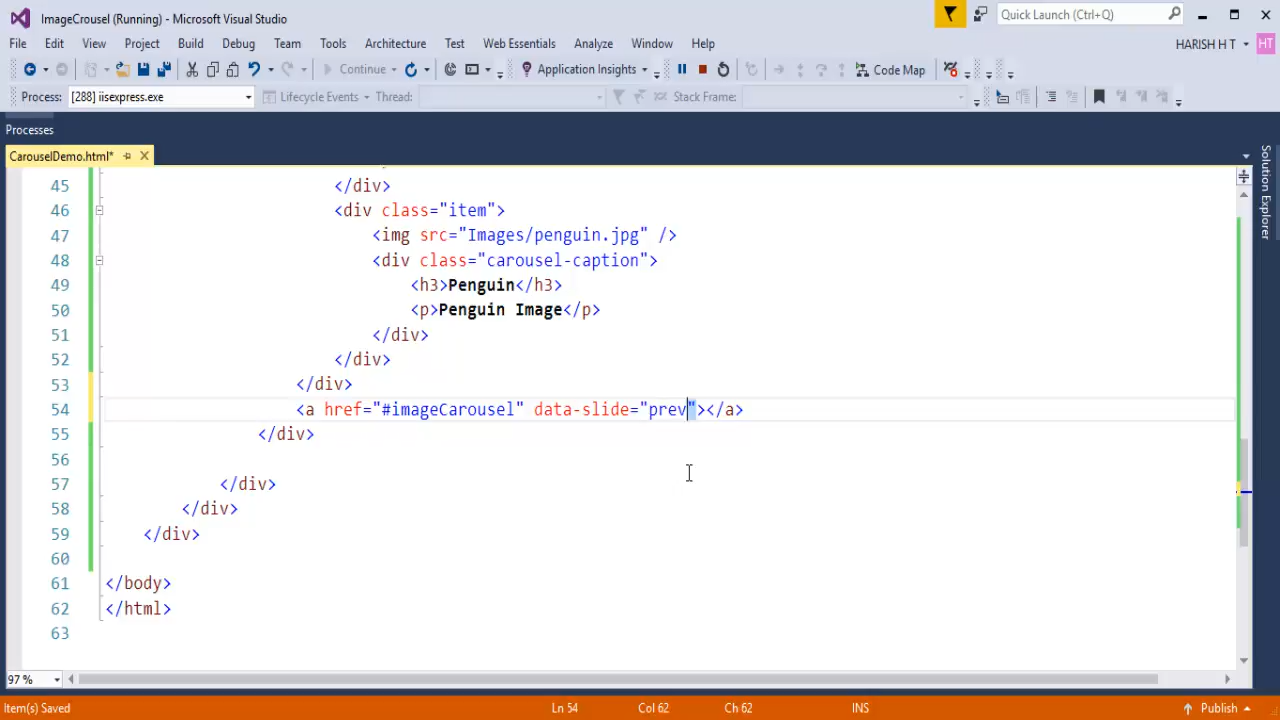 ImageCrousel (Running) - Microsoft Visual Studio
Quick Launch (Ctrl+Q)
File Edit View Project Build Debug Team Tools Architecture Test Web Essentials Analyze Window Help
HARISH H T HT
Continue Application Insights Code Map
Process: [288] iisexpress.exe Lifecycle Events Thread: Stack Frame:
Processes
CarouselDemo.html*
Solution Explorer
45 </div>
46 <div class="item">
47 <img src="Images/penguin.jpg" />
48 <div class="carousel-caption">
49 <h3>Penguin</h3>
50 <p>Penguin Image</p>
51 </div>
52 </div>
53 </div>
54 <a href="#imageCarousel" data-slide="prev"></a>
55 </div>
56
57 </div>
58 </div>
59 </div>
60
61 </body>
62 </html>
63
97 %
Item(s) Saved Ln 54 Col 62 Ch 62 INS Publish